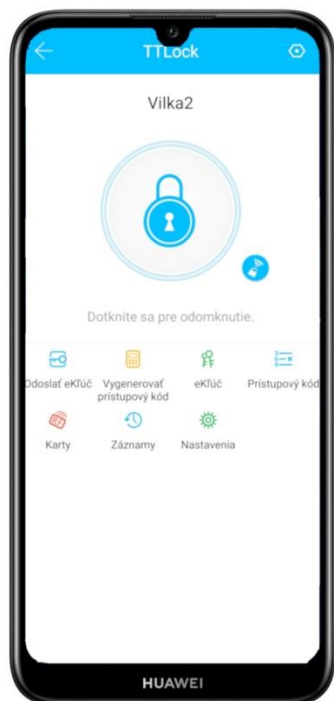 TTLock
Vilka2
Dotknite sa pre odomknutie.
Odoslať eKľúč
Vygenerovať
prístupový kód
eKľúč
Prístupový kód
Karty
Záznamy
Nastavenia
HUAWEI